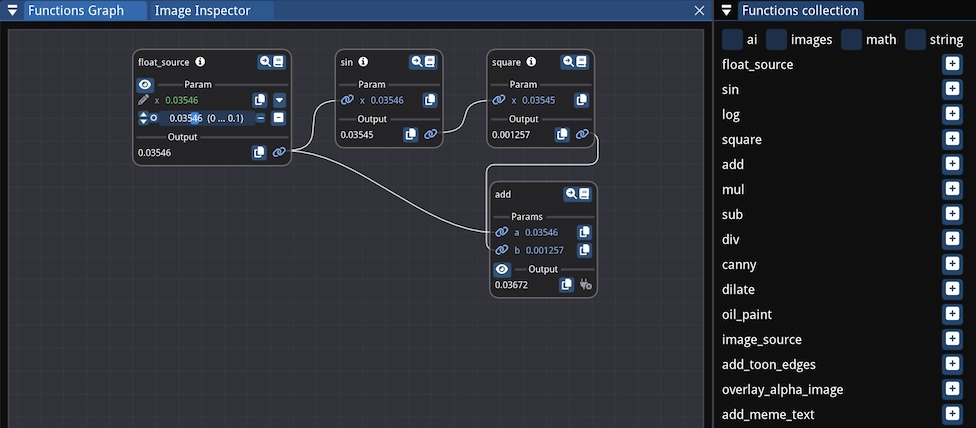 Functions Graph
Image Inspector
float_source
Param
x 0.03546
0.03546 (0 ... 0.1)
Output
0.03546
sin
Param
x 0.03546
Output
0.03545
square
Param
x 0.03545
Output
0.001257
add
Params
a 0.03546
b 0.001257
Output
0.03672
Functions collection
ai images math string
float_source
sin
log
square
add
mul
sub
div
canny
dilate
oil_paint
image_source
add_toon_edges
overlay_alpha_image
add_meme_text